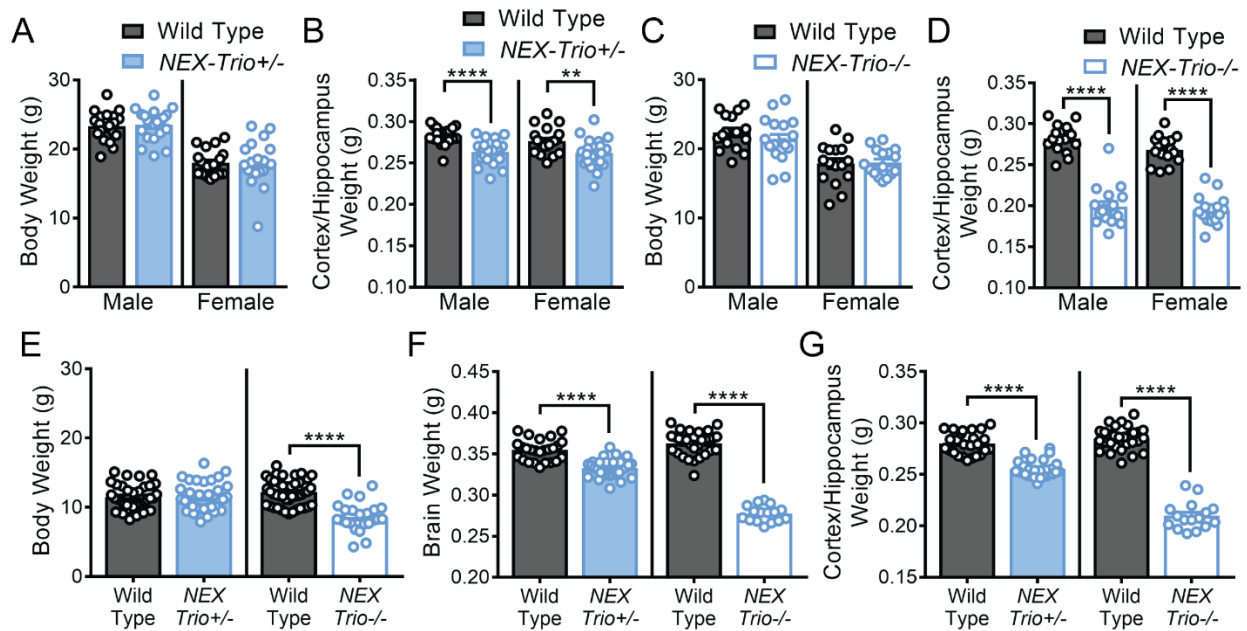 A
Wild Type
NEX-Trio+/-
Body Weight (g)
30
20
10
0
Male
Female
B
Wild Type
NEX-Trio+/-
Cortex/Hippocampus
Weight (g)
0.35
0.30
0.25
0.20
0.15
0.10
****
**
Male
Female
C
Wild Type
NEX-Trio-/-
Body Weight (g)
30
20
10
0
Male
Female
D
Wild Type
NEX-Trio-/-
Cortex/Hippocampus
Weight (g)
0.35
0.30
0.25
0.20
0.15
0.10
****
****
Male
Female
E
Body Weight (g)
30
20
10
0
****
Wild
Type
NEX
Trio+/-
Wild
Type
NEX
Trio-/-
F
Brain Weight (g)
0.45
0.40
0.35
0.30
0.25
0.20
****
****
Wild
Type
NEX
Trio+/-
Wild
Type
NEX
Trio-/-
G
Cortex/Hippocampus
Weight (g)
0.35
0.30
0.25
0.20
0.15
****
****
Wild
Type
NEX
Trio+/-
Wild
Type
NEX
Trio-/-